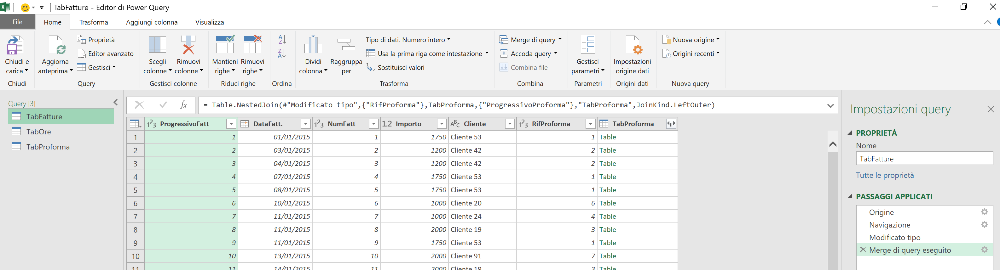 TabFatture - Editor di Power Query
File Home Trasforma Aggiungi colonna Visualizza
Chiudi e carica
Chiudi
Aggiorna anteprima
Proprietà
Editor avanzato
Gestisci
Query
Scegli colonne
Rimuovi colonne
Gestisci colonne
Mantieni righe
Rimuovi righe
Riduci righe
Ordina
Dividi colonna
Raggruppa per
Tipo di dati: Numero intero
Usa la prima riga come intestazione
Sostituisci valori
Trasforma
Merge di query
Accoda query
Combina file
Combina
Gestisci parametri
Parametri
Impostazioni origine dati
Origini dati
Nuova origine
Origini recenti
Nuova query
Query [3]
TabFatture
TabOre
TabProforma
fx = Table.NestedJoin(#"Modificato tipo",{"RifProforma"},TabProforma,{"ProgressivoProforma"},"TabProforma",JoinKind.LeftOuter)
ProgressivoFatt DataFatt. NumFatt 1.2 Importo Cliente RifProforma TabProforma
1 1 01/01/2015 1 1750 Cliente 53 1 Table
2 2 03/01/2015 2 1200 Cliente 42 2 Table
3 3 04/01/2015 3 1200 Cliente 42 2 Table
4 4 07/01/2015 4 1750 Cliente 53 1 Table
5 5 08/01/2015 5 1750 Cliente 53 1 Table
6 6 10/01/2015 6 1000 Cliente 20 6 Table
7 7 11/01/2015 7 1000 Cliente 24 4 Table
8 8 11/01/2015 8 2000 Cliente 19 3 Table
9 9 11/01/2015 9 1750 Cliente 53 1 Table
10 10 13/01/2015 10 2000 Cliente 91 7 Table
11 11 14/01/2015 11 2000 Cliente 19 3 Table
Impostazioni query
PROPRIETÀ
Nome
TabFatture
Tutte le proprietà
PASSAGGI APPLICATI
Origine
Navigazione
Modificato tipo
Merge di query eseguito